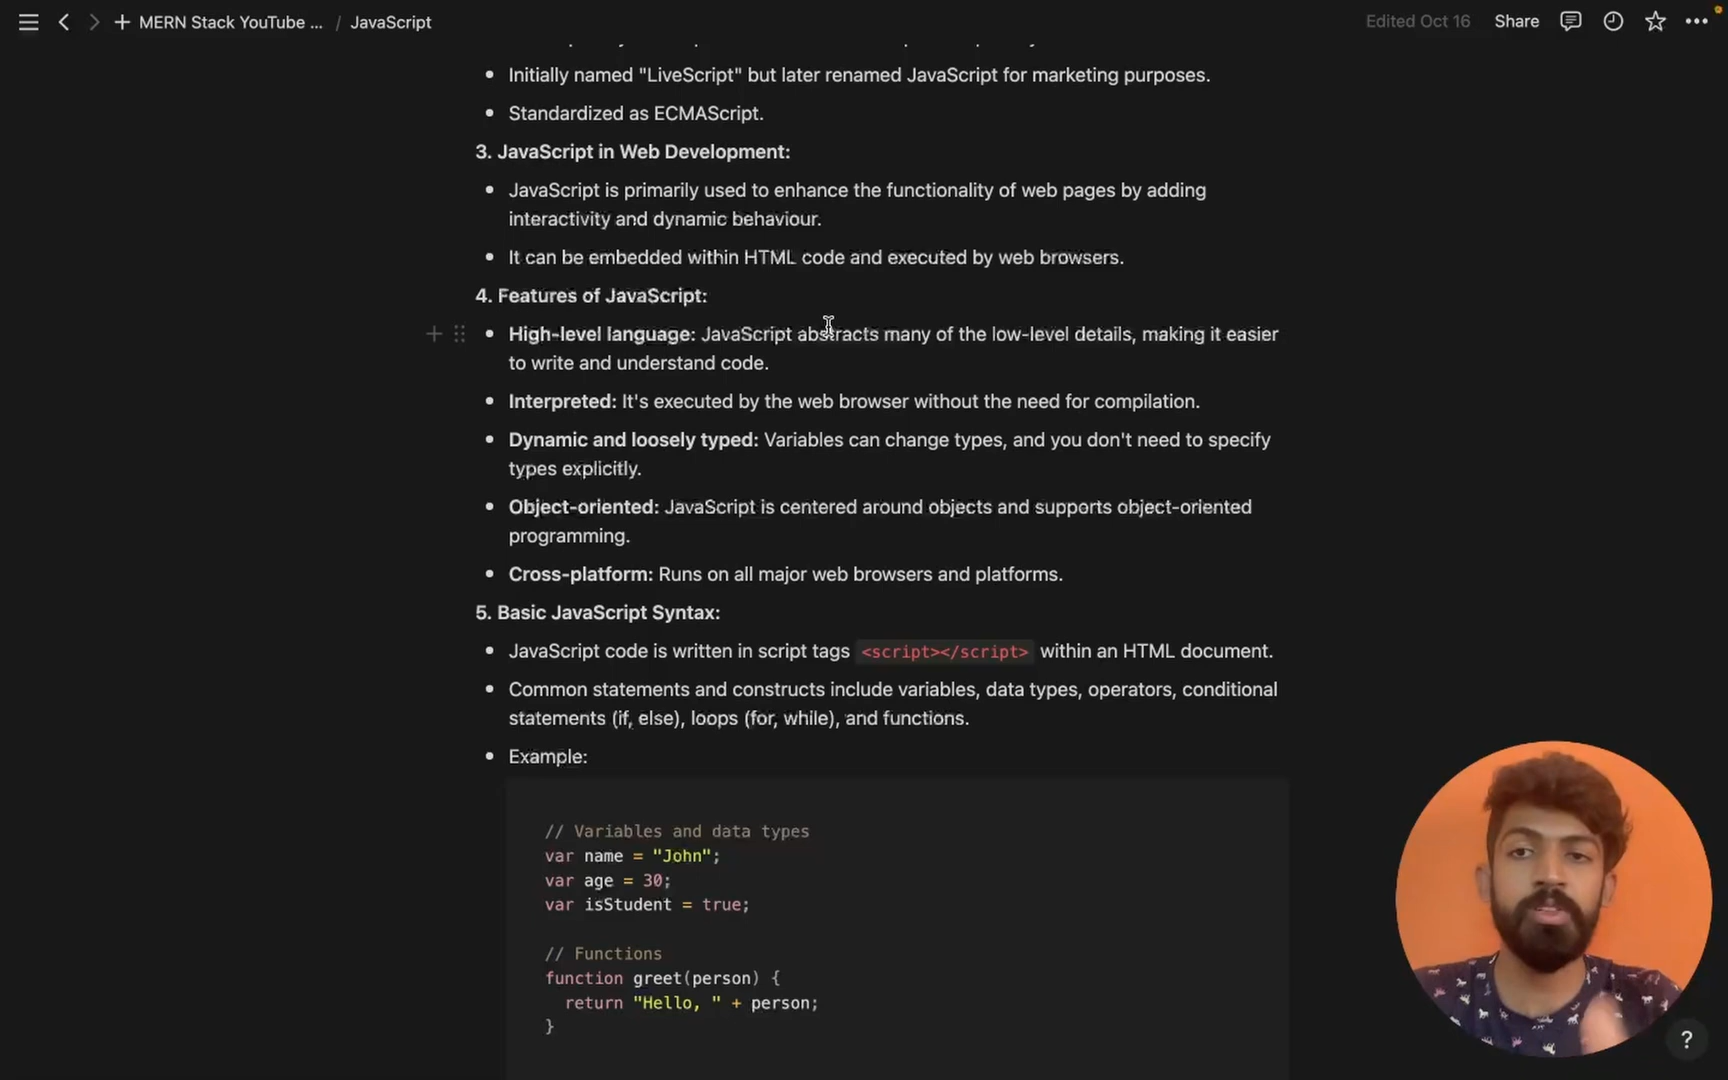 MERN Stack YouTube ... / JavaScript
Edited Oct 16
Share
Initially named "LiveScript" but later renamed JavaScript for marketing purposes.
Standardized as ECMAScript.
3. JavaScript in Web Development:
JavaScript is primarily used to enhance the functionality of web pages by adding
interactivity and dynamic behaviour.
It can be embedded within HTML code and executed by web browsers.
4. Features of JavaScript:
High-level language: JavaScript abstracts many of the low-level details, making it easier
to write and understand code.
Interpreted: It's executed by the web browser without the need for compilation.
Dynamic and loosely typed: Variables can change types, and you don't need to specify
types explicitly.
Object-oriented: JavaScript is centered around objects and supports object-oriented
programming.
Cross-platform: Runs on all major web browsers and platforms.
5. Basic JavaScript Syntax:
JavaScript code is written in script tags <script></script> within an HTML document.
Common statements and constructs include variables, data types, operators, conditional
statements (if, else), loops (for, while), and functions.
Example:
// Variables and data types
var name = "John";
var age = 30;
var isStudent = true;
// Functions
function greet(person) {
return "Hello, " + person;
}
?